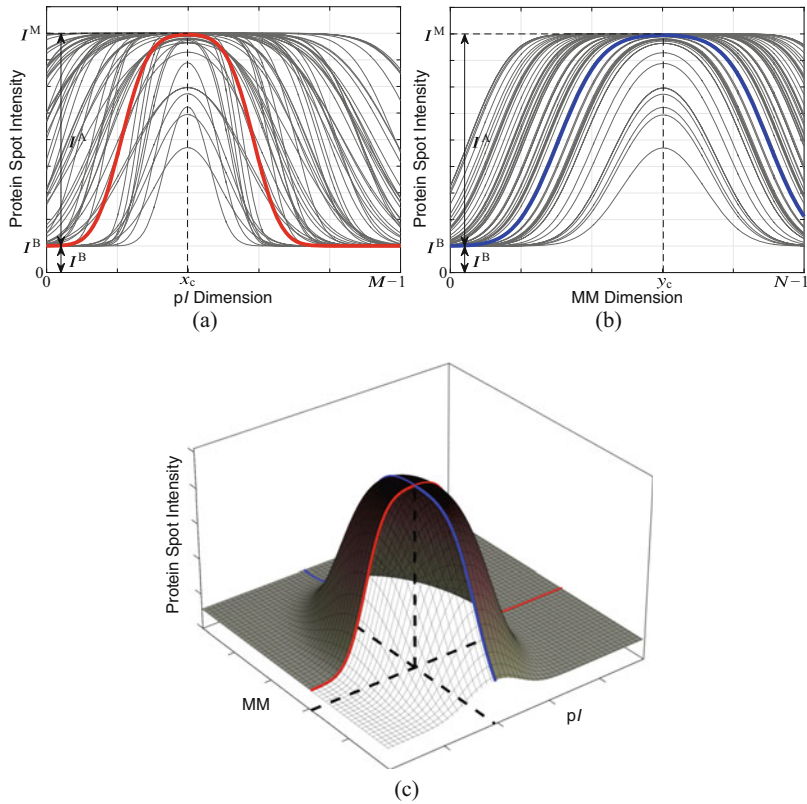 I^M
Protein Spot Intensity
I^A
I^B
I^B
0
0
x_c
M−1
pI Dimension
(a)
I^M
Protein Spot Intensity
I^A
I^B
I^B
0
0
y_c
N−1
MM Dimension
(b)
Protein Spot Intensity
MM
pI
(c)